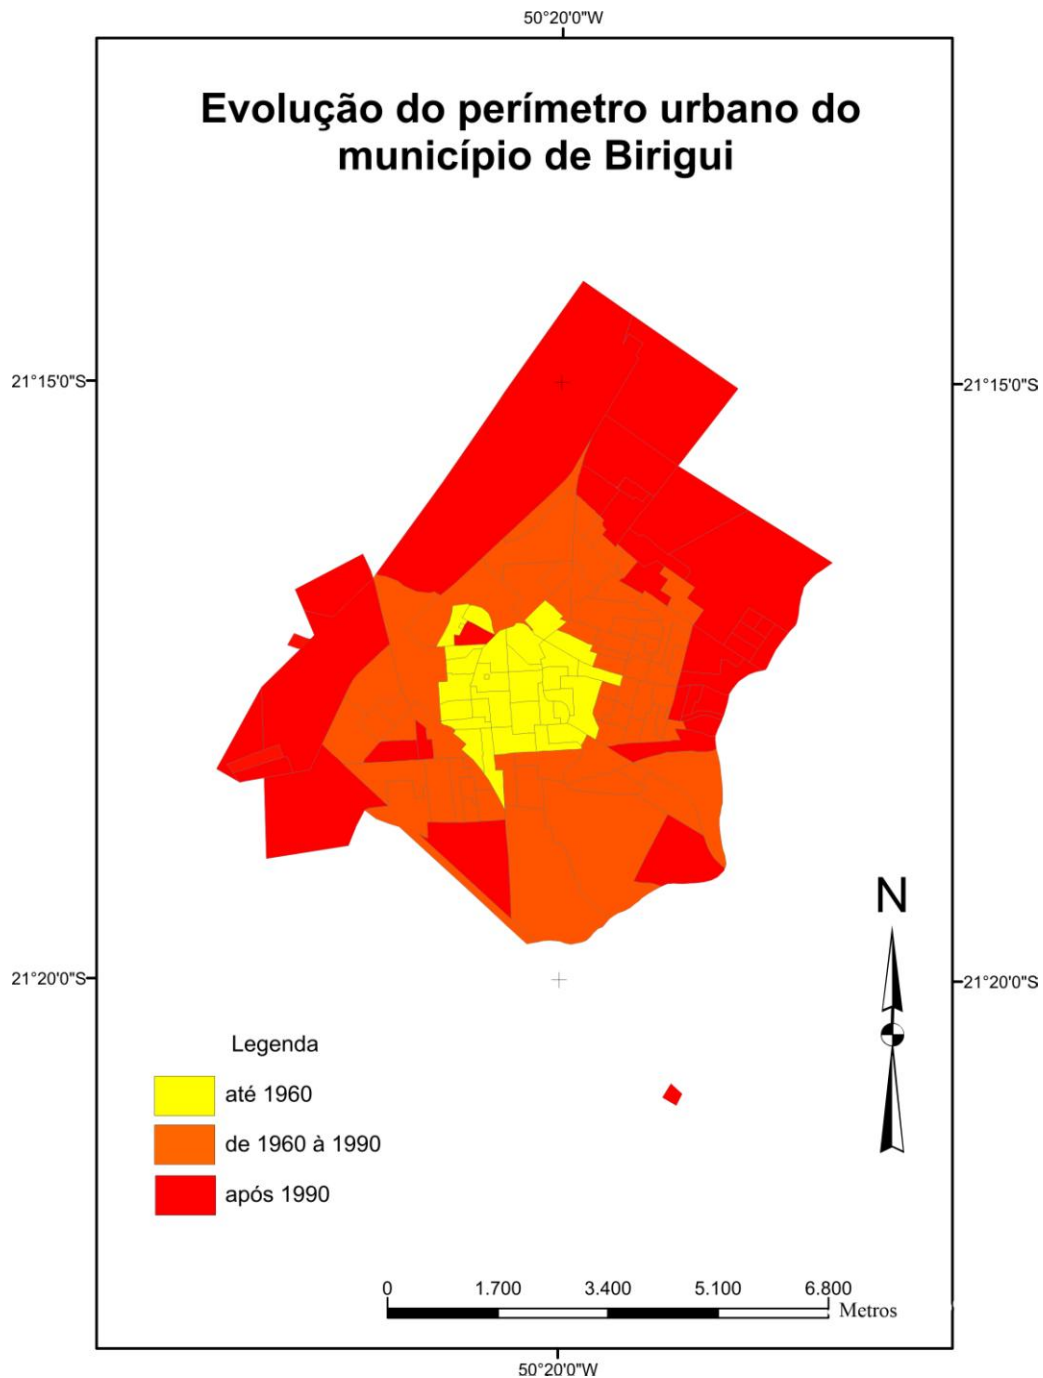 50°20'0"W
Evolução do perímetro urbano do
município de Birigui
21°15'0"S
21°15'0"S
21°20'0"S
21°20'0"S
N
Legenda
até 1960
de 1960 à 1990
após 1990
0 1.700 3.400 5.100 6.800
Metros
50°20'0"W